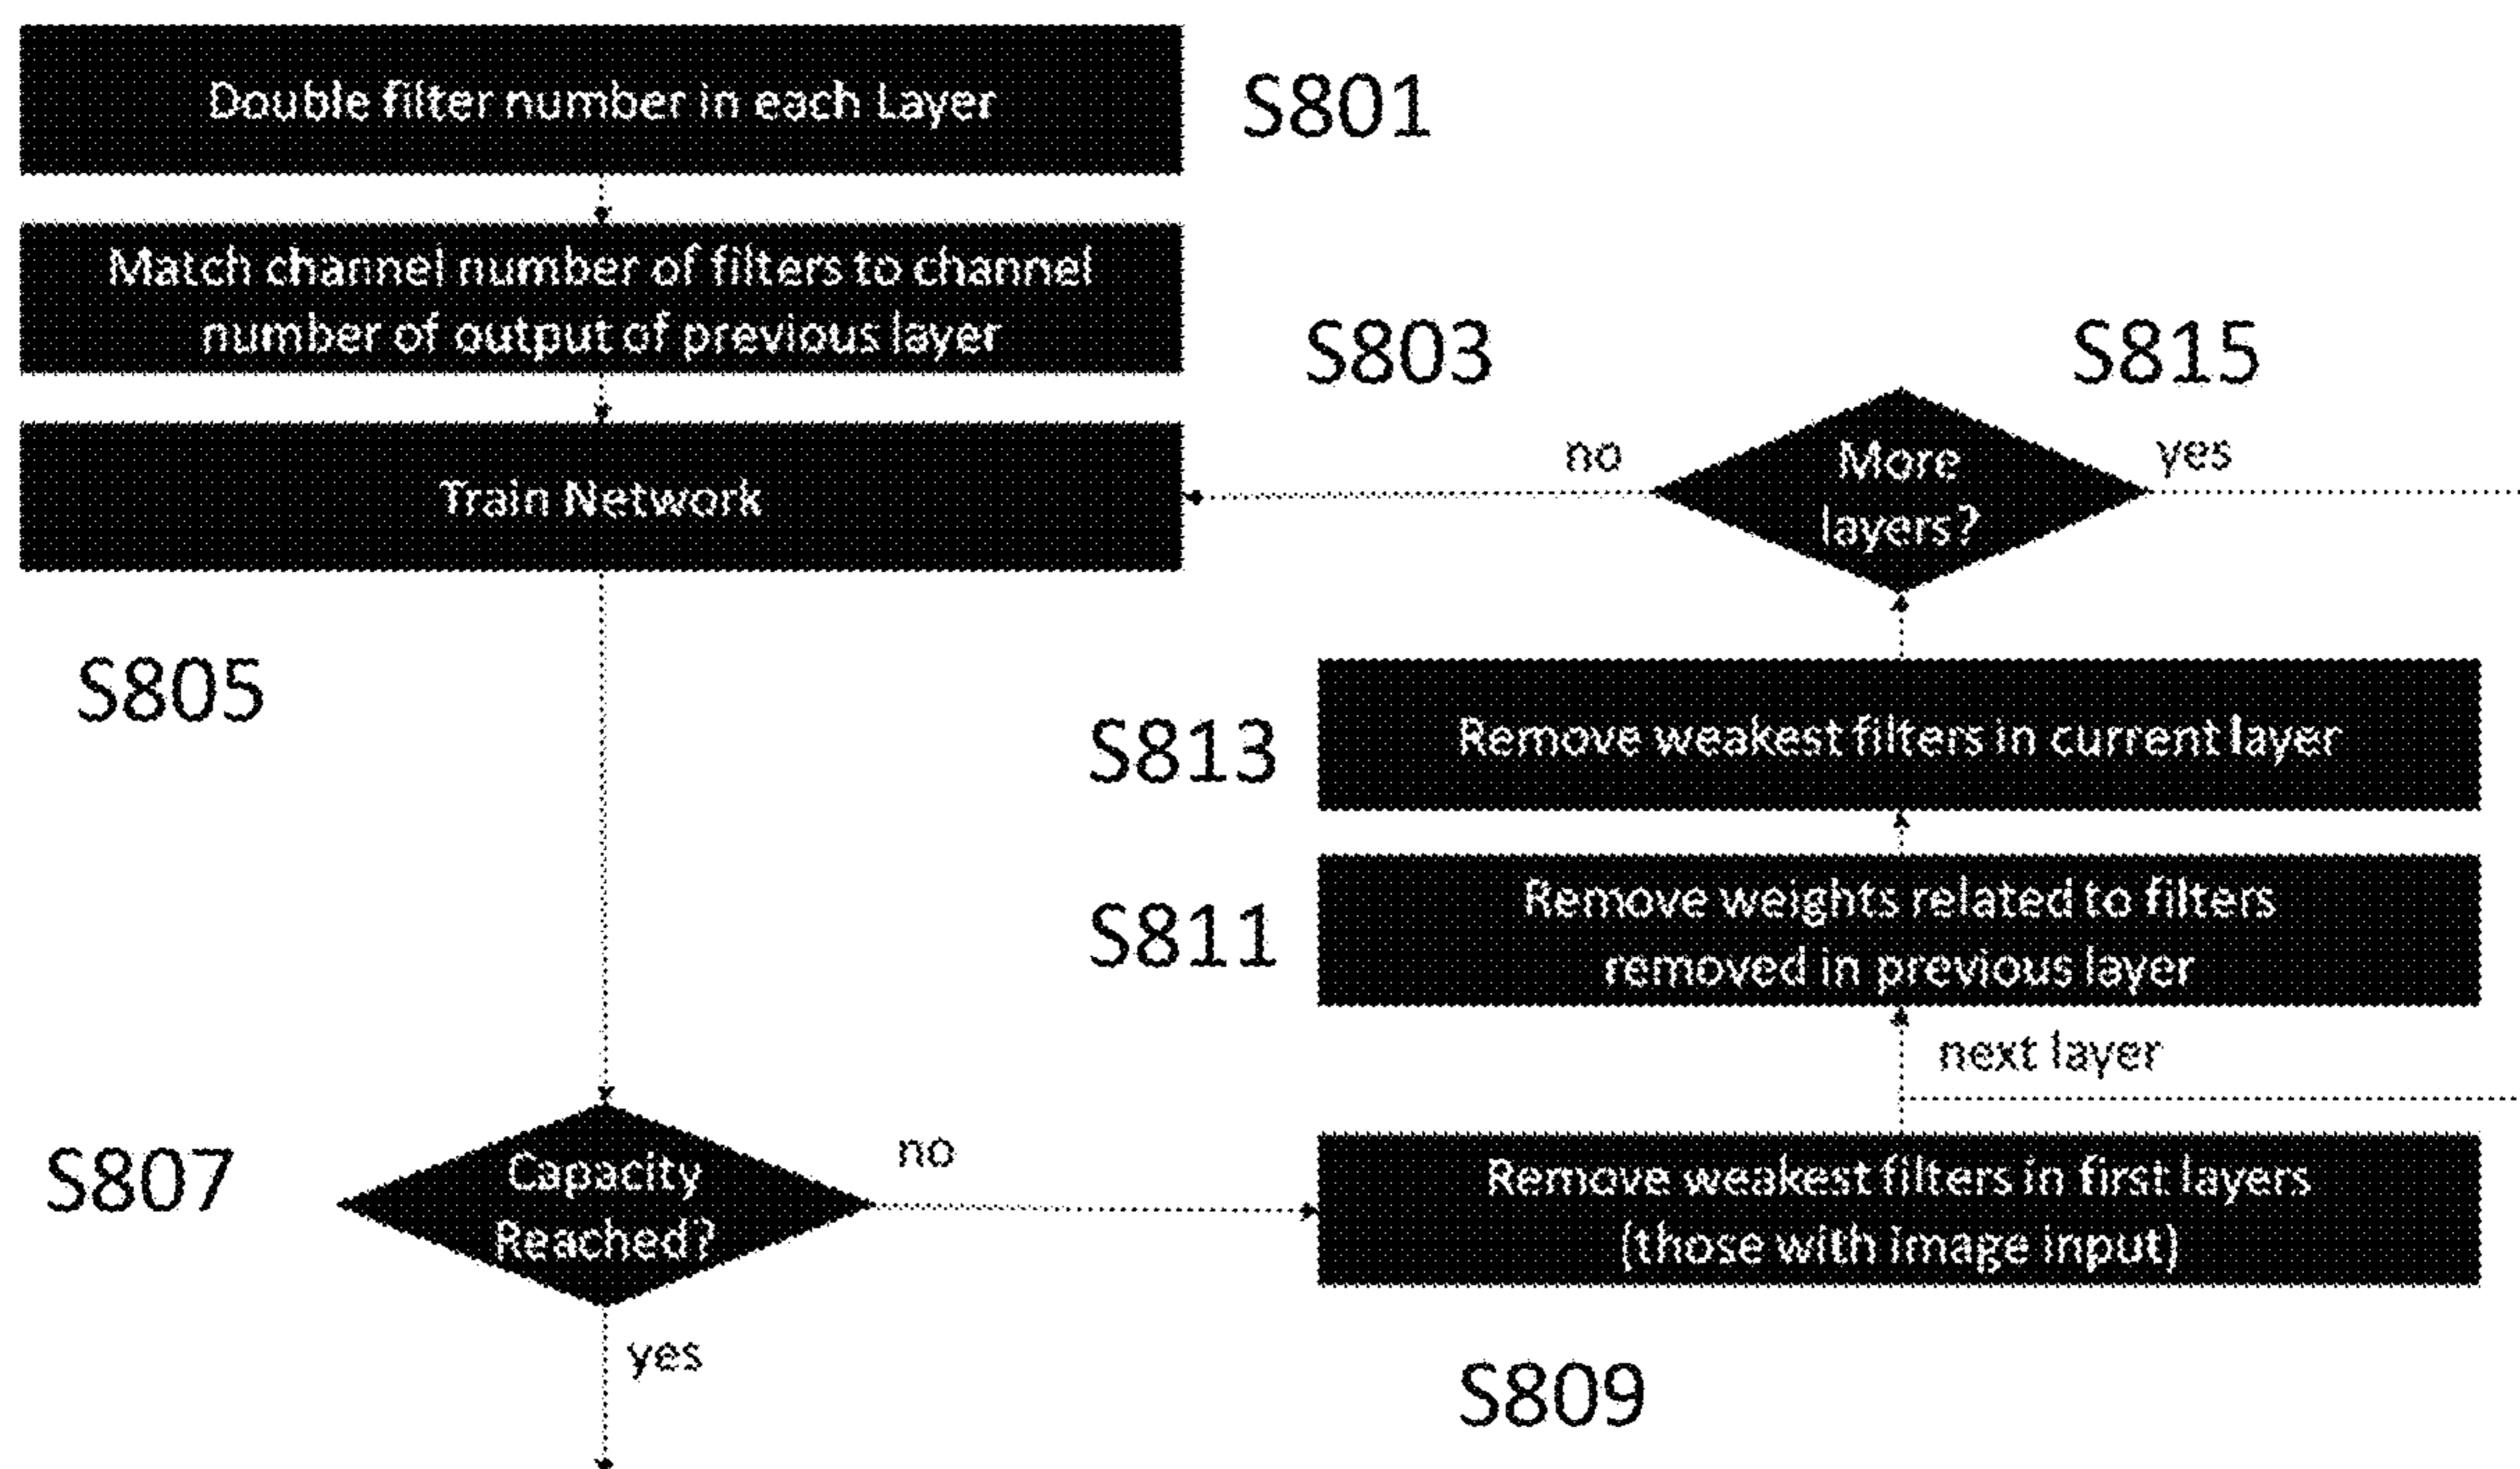 Double filter number in each Layer
S801
Match channel number of filters to channel
number of output of previous layer
S803
S815
Train Network
no
More
layers?
yes
S805
S813
Remove weakest filters in current layer
S811
Remove weights related to filters
removed in previous layer
next layer
S807
Capacity
Reached?
no
Remove weakest filters in first layers
(those with image input)
yes
S809